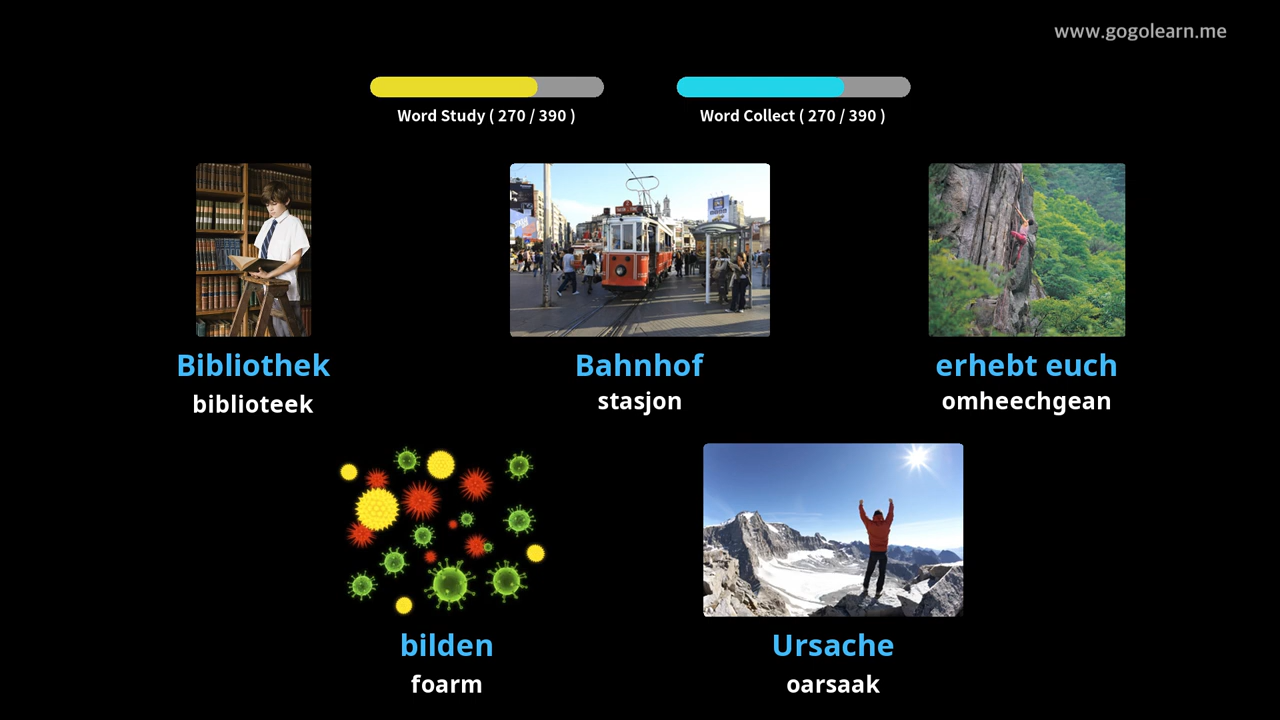 www.gogolearn.me
Word Study ( 270 / 390 )
Word Collect ( 270 / 390 )
Bibliothek
biblioteek
Bahnhof
stasjon
erhebt euch
omheechgean
bilden
foarm
Ursache
oarsaak